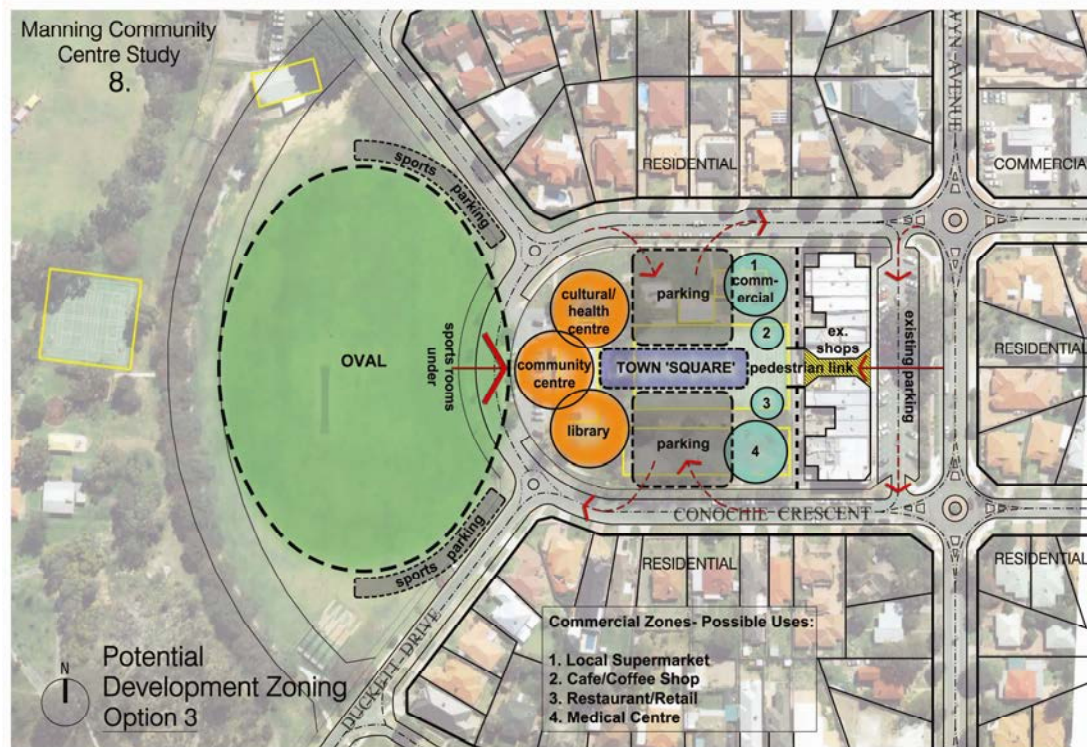 Manning Community
Centre Study
8.
sports
parking
RESIDENTIAL
COMMERCIA
WN AVENUE
OVAL
sports rooms
under
cultural/
health
centre
community
centre
library
parking
TOWN 'SQUARE'
parking
1
comm-
ercial
2
3
4
ex.
shops
pedestrian link
existing parking
RESIDENTIAL
CONOCHIE CRESCENT
sports
parking
DUCKETT DRIVE
RESIDENTIAL
RESIDENTIAL
Commercial Zones- Possible Uses:
1. Local Supermarket
2. Cafe/Coffee Shop
3. Restaurant/Retail
4. Medical Centre
N
Potential
Development Zoning
Option 3